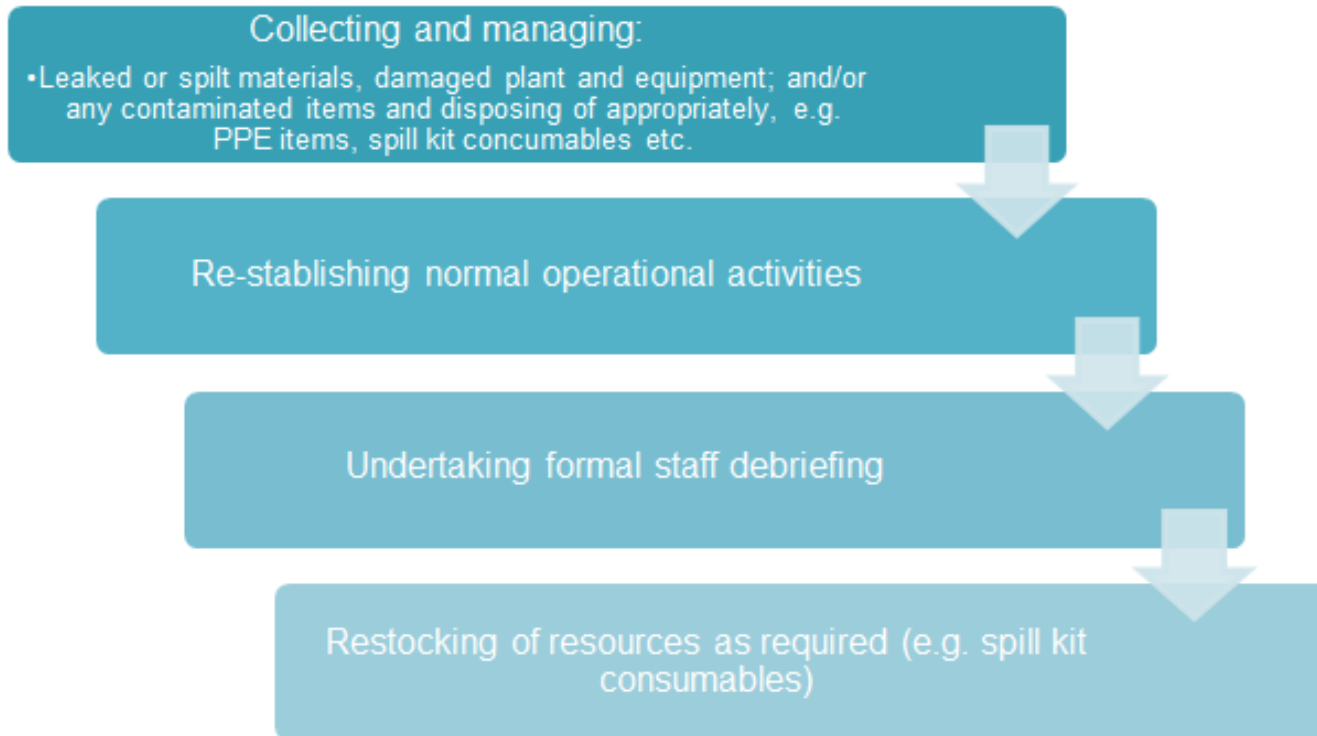 Collecting and managing:
•Leaked or spilt materials, damaged plant and equipment; and/or
any contaminated items and disposing of appropriately, e.g.
PPE items, spill kit concumables etc.
Re-stablishing normal operational activities
Undertaking formal staff debriefing
Restocking of resources as required (e.g. spill kit
consumables)